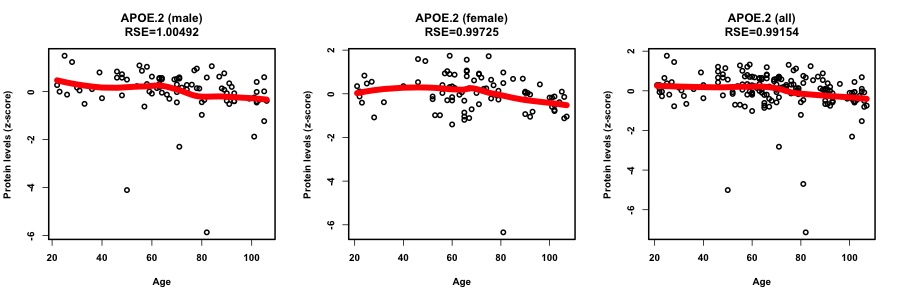 APOE.2 (male)
RSE=1.00492
Protein levels (z-score)
0
-2
-4
-6
20 40 60 80 100
Age
APOE.2 (female)
RSE=0.99725
Protein levels (z-score)
2
0
-2
-4
-6
20 40 60 80 100
Age
APOE.2 (all)
RSE=0.99154
Protein levels (z-score)
2
0
-2
-4
-6
20 40 60 80 100
Age